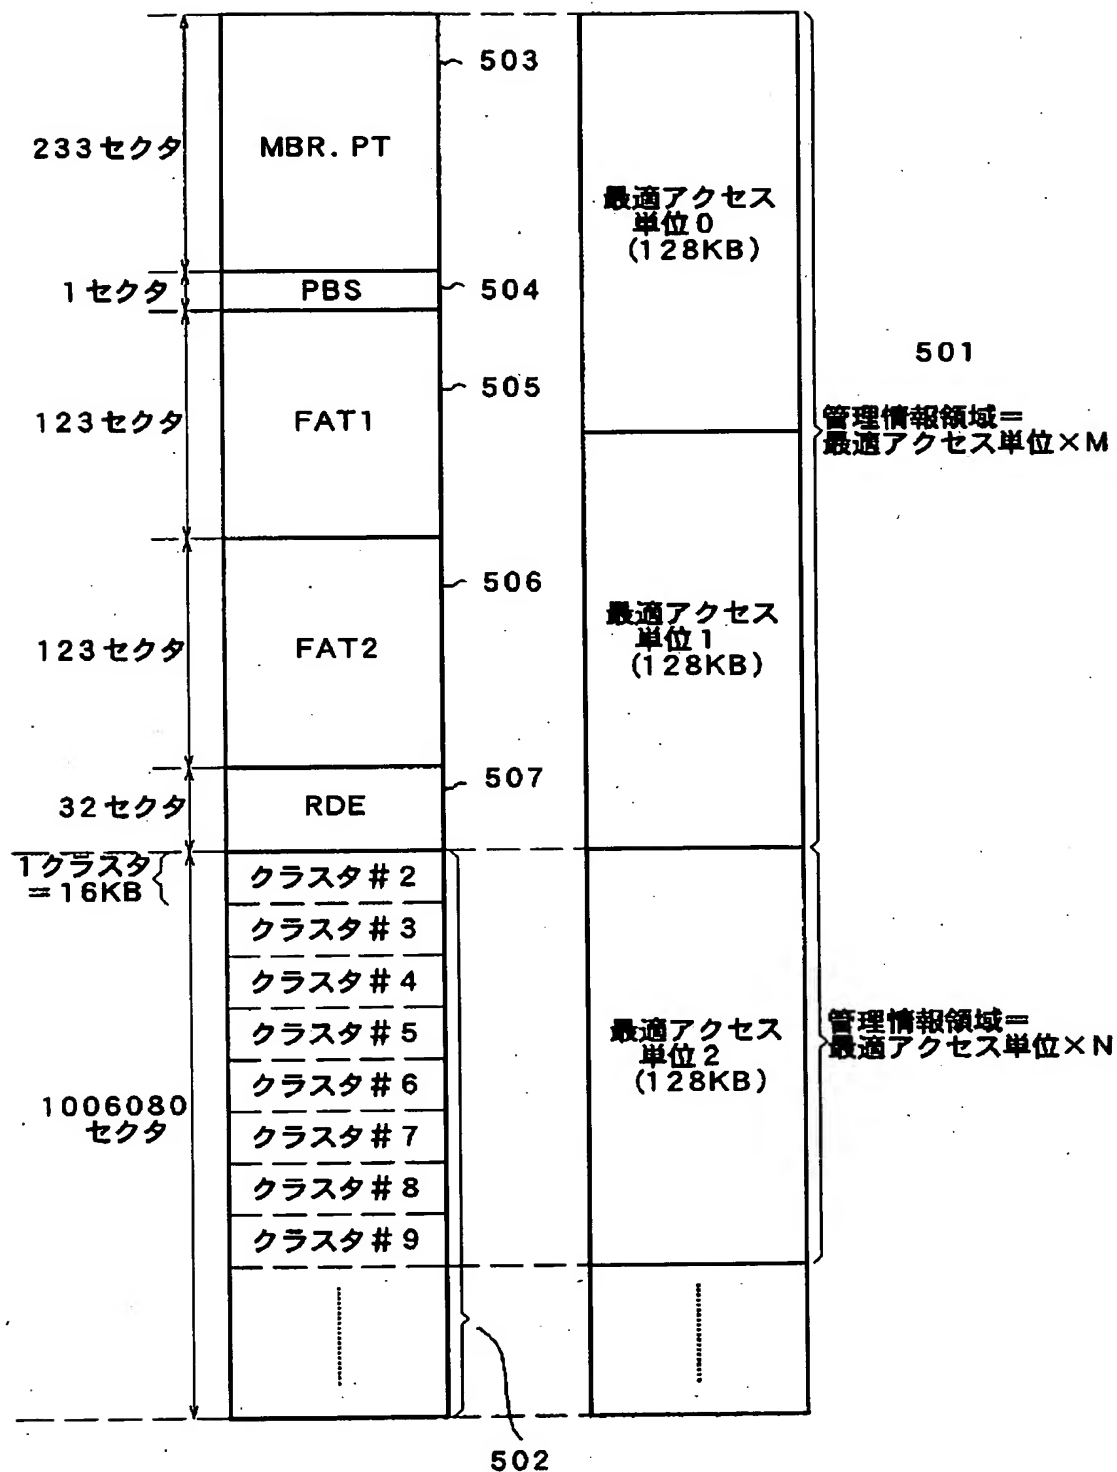 503
233セクタ
MBR. PT
最適アクセス
単位0
(128KB)
1セクタ
PBS
504
501
505
123セクタ
FAT1
管理情報領域=
最適アクセス単位×M
506
最適アクセス
単位1
(128KB)
123セクタ
FAT2
507
32セクタ
RDE
1クラスタ
=16KB
クラスタ#2
クラスタ#3
クラスタ#4
クラスタ#5
クラスタ#6
クラスタ#7
クラスタ#8
クラスタ#9
最適アクセス
単位2
(128KB)
管理情報領域=
最適アクセス単位×N
1006080
セクタ
502